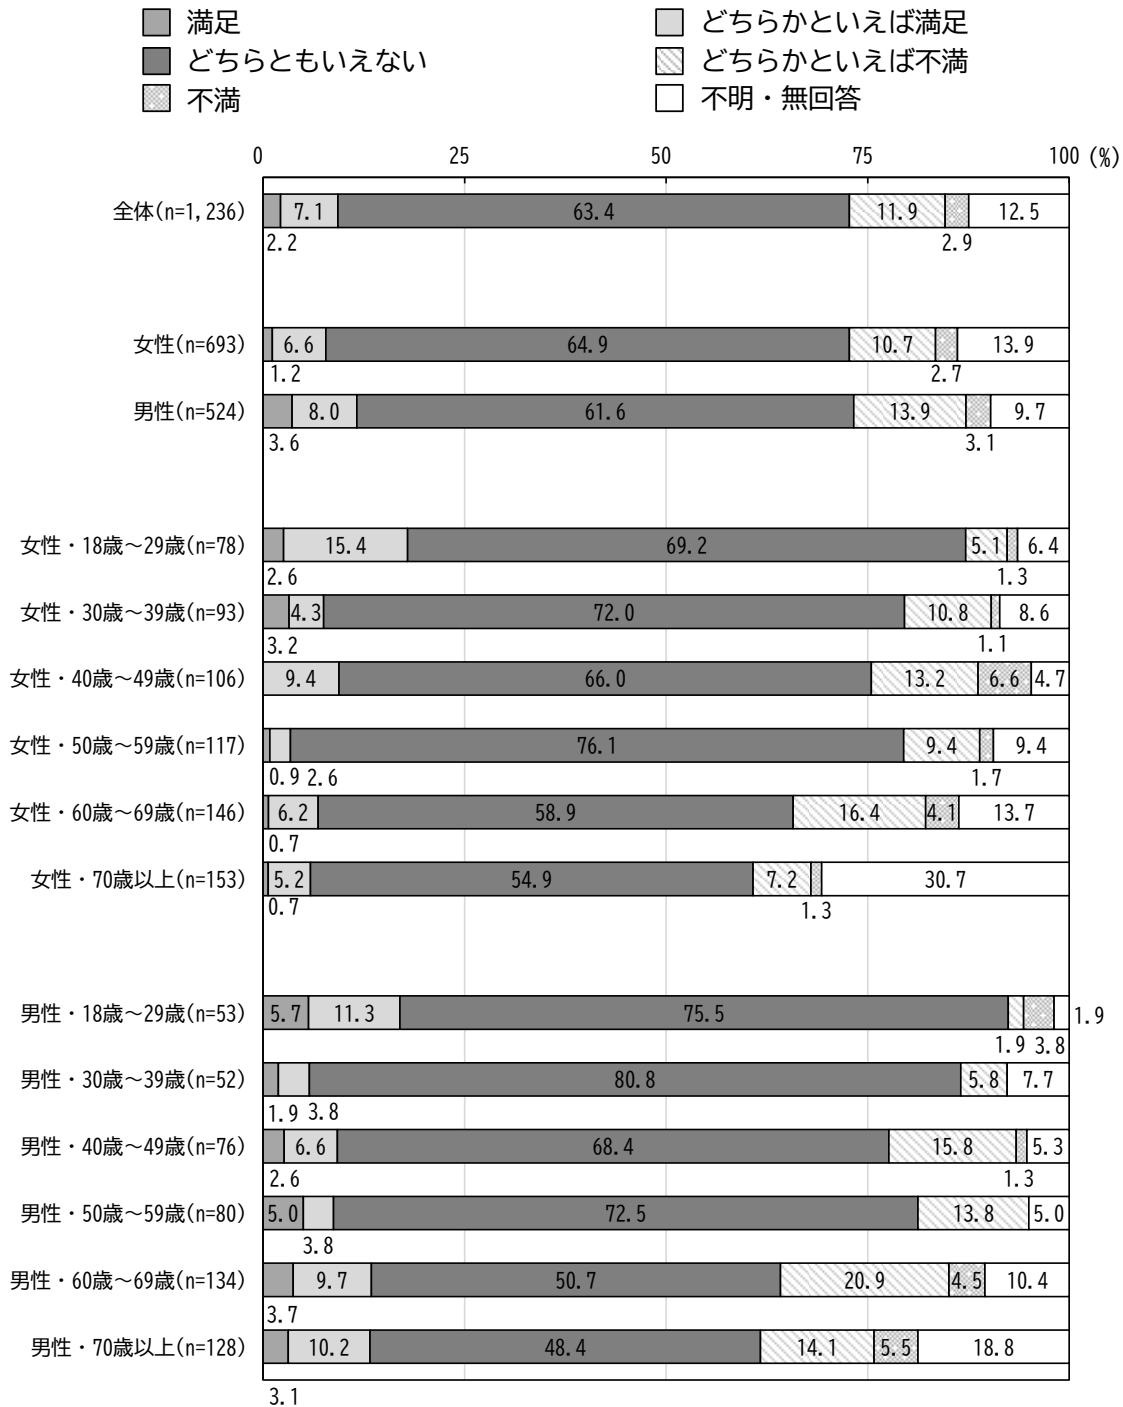 満足 どちらかといえば満足
どちらともいえない どちらかといえば不満
不満 不明・無回答
0 25 50 75 100 (%)
全体(n=1,236) 7.1 63.4 11.9 12.5
2.2 2.9
女性(n=693) 6.6 64.9 10.7 13.9
1.2 2.7
男性(n=524) 8.0 61.6 13.9 9.7
3.6 3.1
女性・18歳～29歳(n=78) 15.4 69.2 5.1 6.4
2.6 1.3
女性・30歳～39歳(n=93) 4.3 72.0 10.8 8.6
3.2 1.1
女性・40歳～49歳(n=106) 9.4 66.0 13.2 6.6 4.7
女性・50歳～59歳(n=117) 76.1 9.4 9.4
0.9 2.6 1.7
女性・60歳～69歳(n=146) 6.2 58.9 16.4 4.1 13.7
0.7
女性・70歳以上(n=153) 5.2 54.9 7.2 30.7
0.7 1.3
男性・18歳～29歳(n=53) 5.7 11.3 75.5 1.9
1.9 3.8
男性・30歳～39歳(n=52) 80.8 5.8 7.7
1.9 3.8
男性・40歳～49歳(n=76) 6.6 68.4 15.8 5.3
2.6 1.3
男性・50歳～59歳(n=80) 5.0 72.5 13.8 5.0
3.8
男性・60歳～69歳(n=134) 9.7 50.7 20.9 4.5 10.4
3.7
男性・70歳以上(n=128) 10.2 48.4 14.1 5.5 18.8
3.1